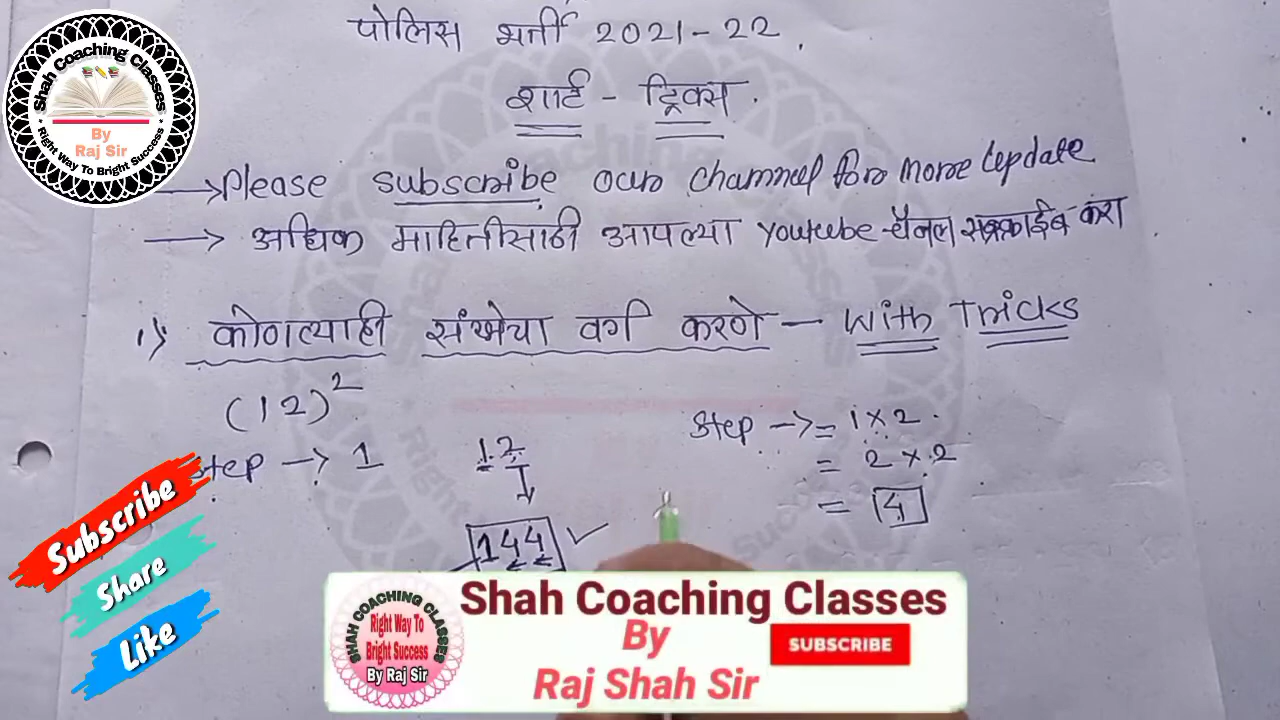 पोलिस भर्ती 2021-22.
शार्ट - ट्रिक्स.
→ Please subscribe our channel for more update
→ अधिक माहितीसाठी आपल्या Youtube चैनल सबस्क्राईब करा
1) कोणत्याही संख्येचा वर्ग करणे - With Tricks
(12)²
Step → 1
12
144 ✓
Step → = 1×2.
= 2×2
= 4
Shah Coaching Classes
By
Raj Sir
Right Way To Bright Success
Subscribe
Share
Like
SHAH COACHING CLASSES
Right Way To
Bright Success
By Raj Sir
Shah Coaching Classes
By
Raj Shah Sir
SUBSCRIBE